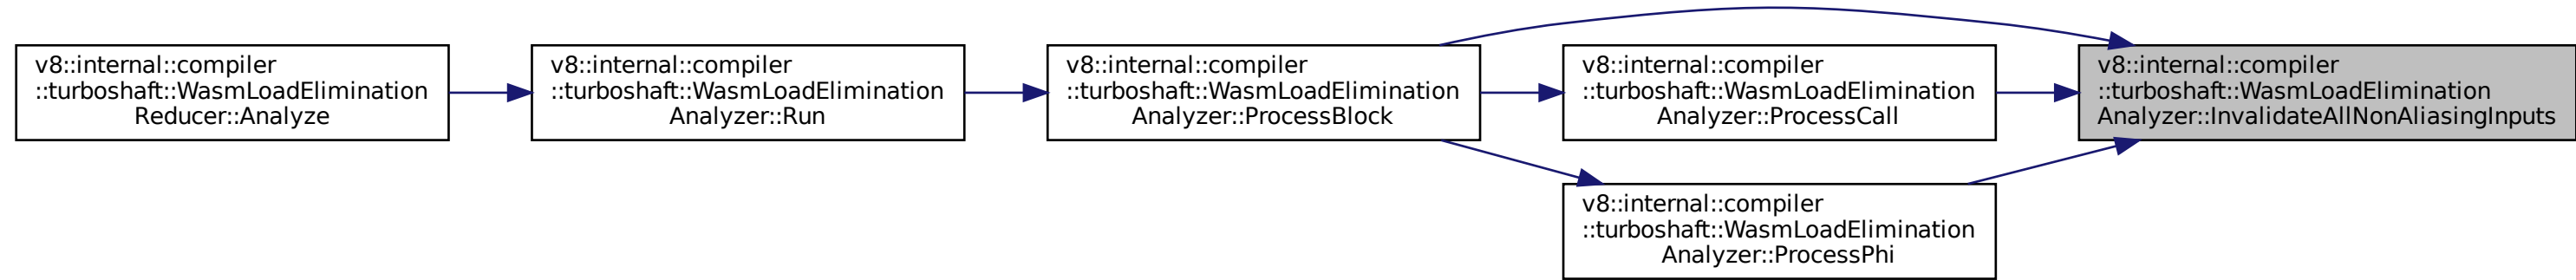 v8::internal::compiler
::turboshaft::WasmLoadElimination
Reducer::Analyze
v8::internal::compiler
::turboshaft::WasmLoadElimination
Analyzer::Run
v8::internal::compiler
::turboshaft::WasmLoadElimination
Analyzer::ProcessBlock
v8::internal::compiler
::turboshaft::WasmLoadElimination
Analyzer::ProcessCall
v8::internal::compiler
::turboshaft::WasmLoadElimination
Analyzer::ProcessPhi
v8::internal::compiler
::turboshaft::WasmLoadElimination
Analyzer::InvalidateAllNonAliasingInputs